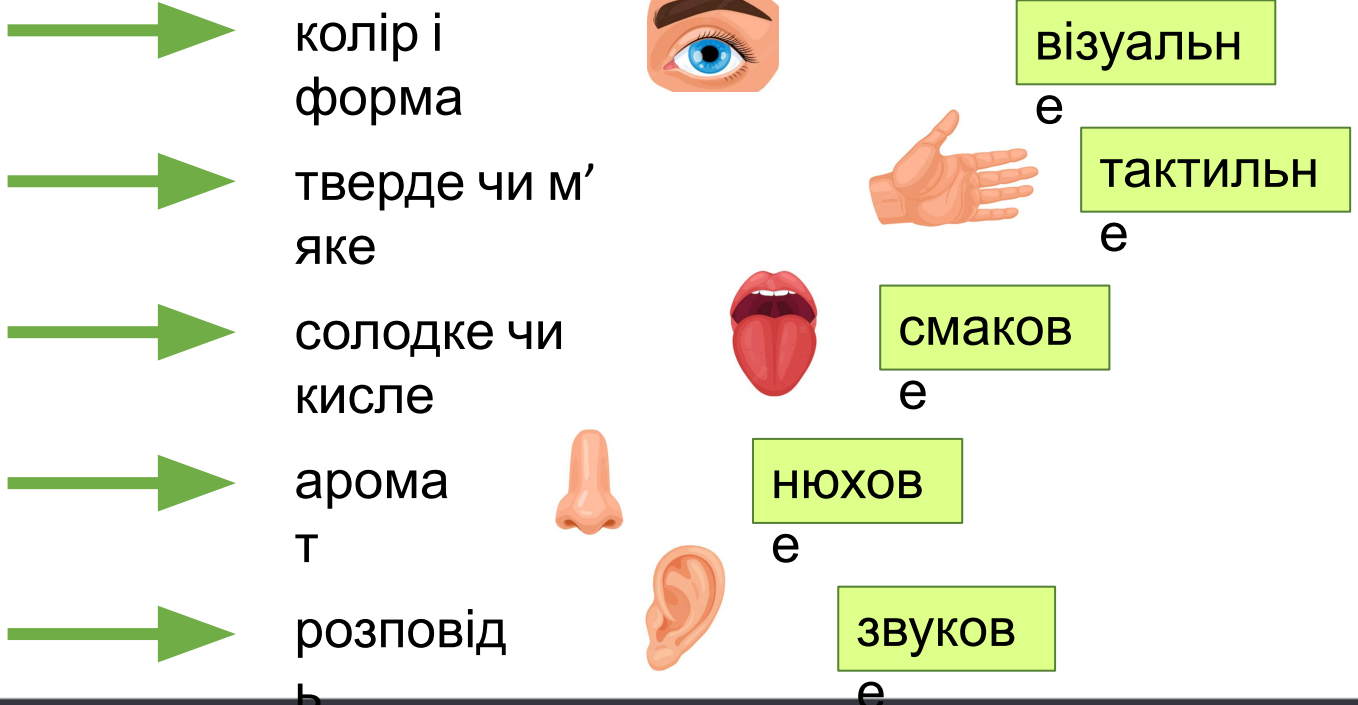 колір і
форма
візуальн
е
тверде чи м’
яке
тактильн
е
солодке чи
кисле
смаков
е
арома
т
нюхов
е
розповід
ь
звуков
е